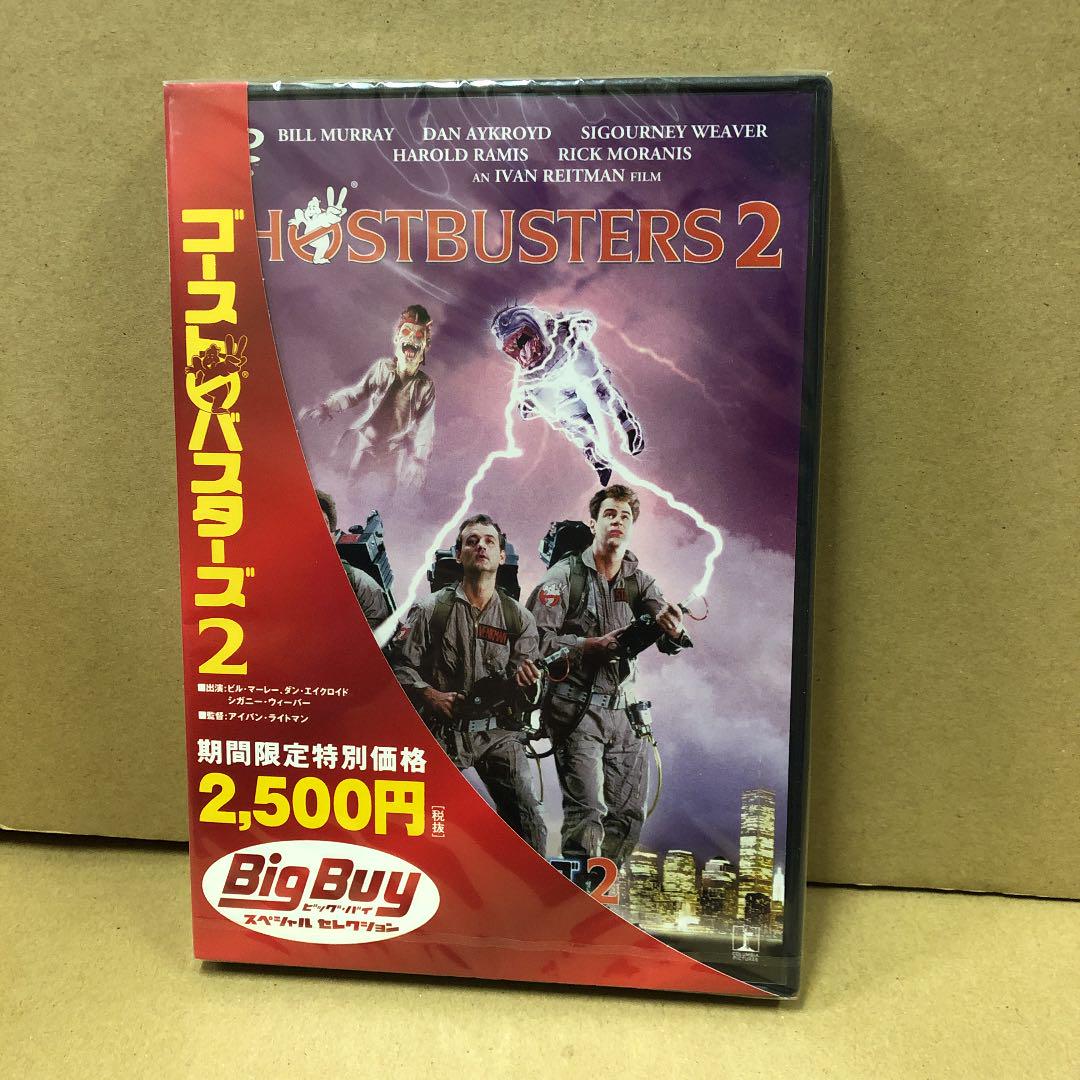 BILL MURRAY DAN AYKROYD SIGOURNEY WEAVER
HAROLD RAMIS RICK MORANIS
AN IVAN REITMAN FILM
HOSTBUSTERS 2
ゴーストバスターズ2
■出演:ビル・マーレー、ダン・エイクロイド
シガニー・ウィーバー
■監督:アイバン・ライトマン
期間限定特別価格
2,500円[税抜]
Big Buy
ビッグ・バイ
スペシャル セレクション
VENKMAN
ズ2
COLUMBIA
PICTURES